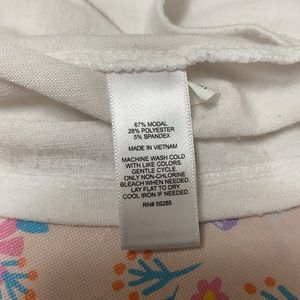 67% MODAL
28% POLYESTER
5% SPANDEX
MADE IN VIETNAM
MACHINE WASH COLD
WITH LIKE COLORS.
GENTLE CYCLE.
ONLY NON-CHLORINE
BLEACH WHEN NEEDED.
LAY FLAT TO DRY.
COOL IRON IF NEEDED.
RN# 55285